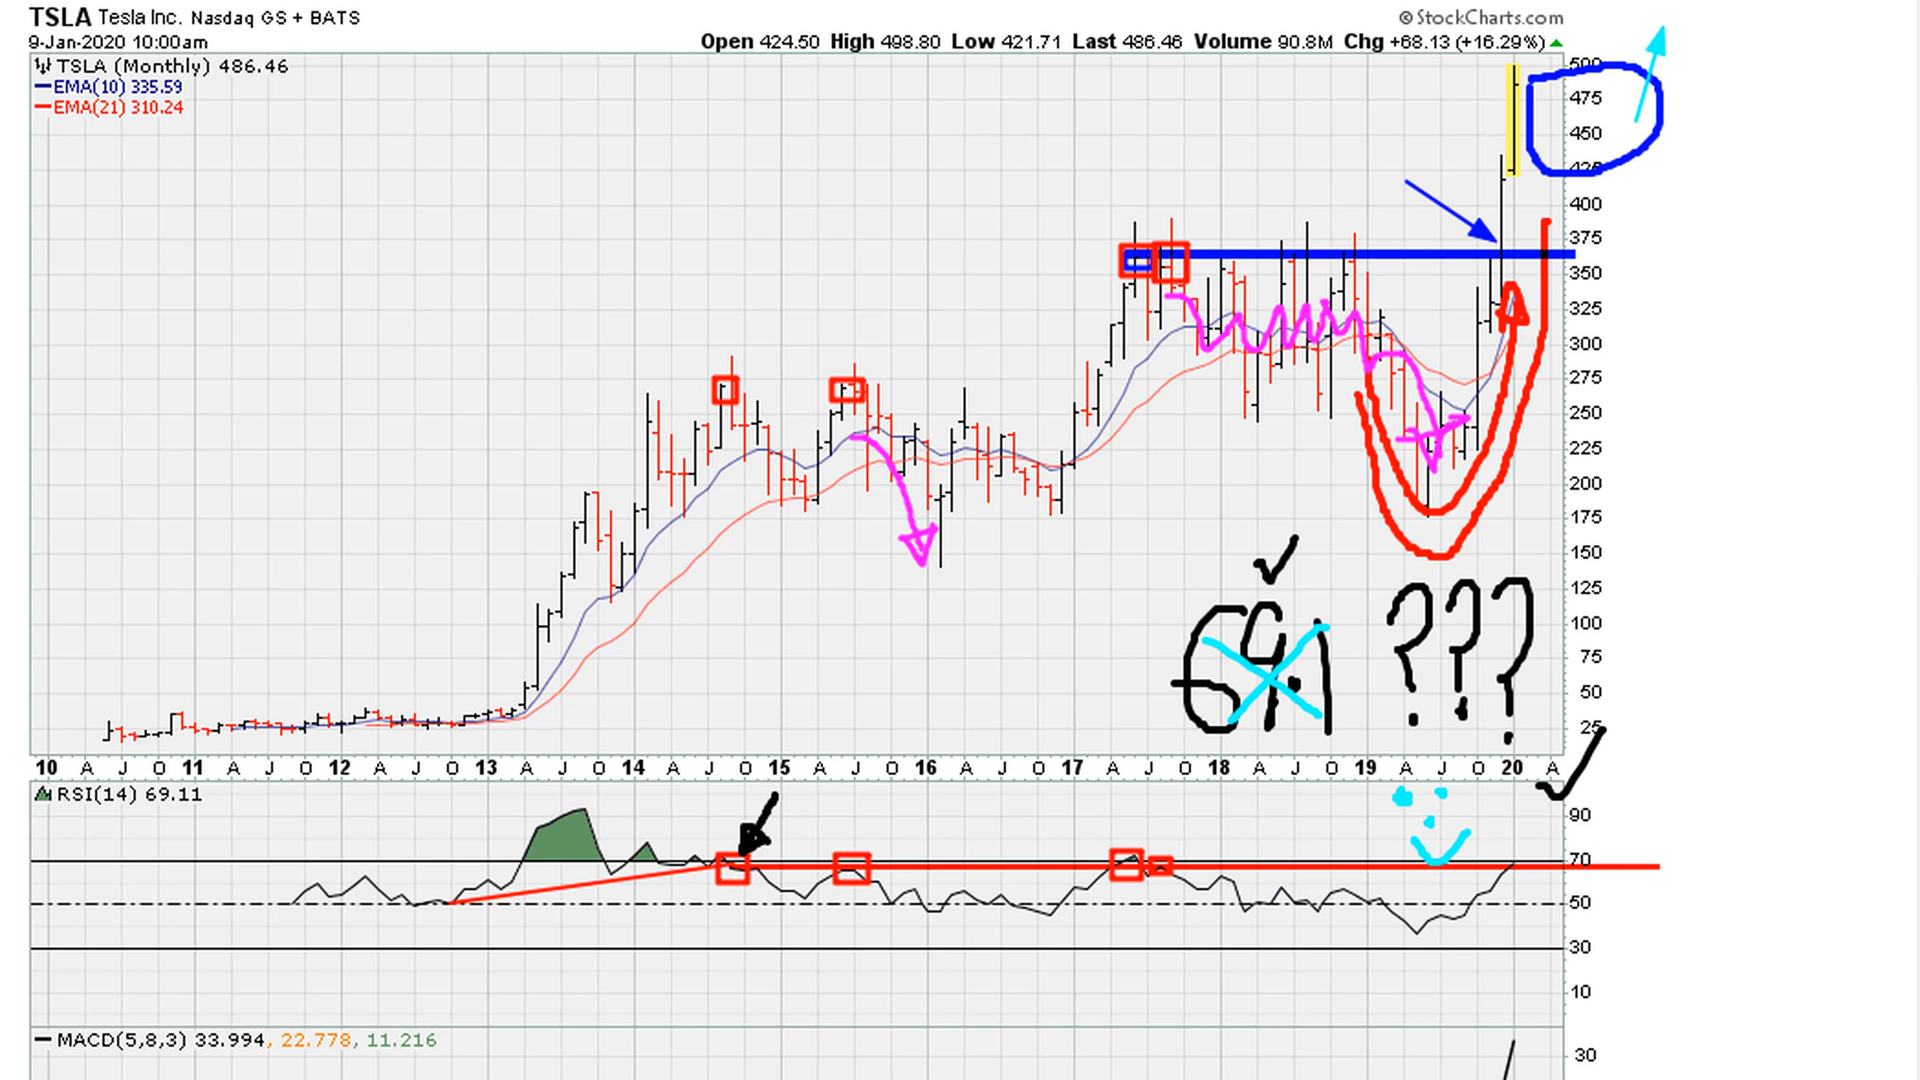 TSLA Tesla Inc. Nasdaq GS + BATS
© StockCharts.com
9-Jan-2020 10:00am
Open 424.50 High 498.80 Low 421.71 Last 486.46 Volume 90.8M Chg +68.13 (+16.29%)
TSLA (Monthly) 486.46
EMA(10) 335.59
EMA(21) 310.24
500
475
450
425
400
375
350
325
300
275
250
225
200
175
150
125
100
75
50
25
69.1 ???
10 A J O 11 A J O 12 A J O 13 A J O 14 A J O 15 A J O 16 A J O 17 A J O 18 A J O 19 A J O 20 A
RSI(14) 69.11
90
70
50
30
10
MACD(5,8,3) 33.994, 22.778, 11.216
30